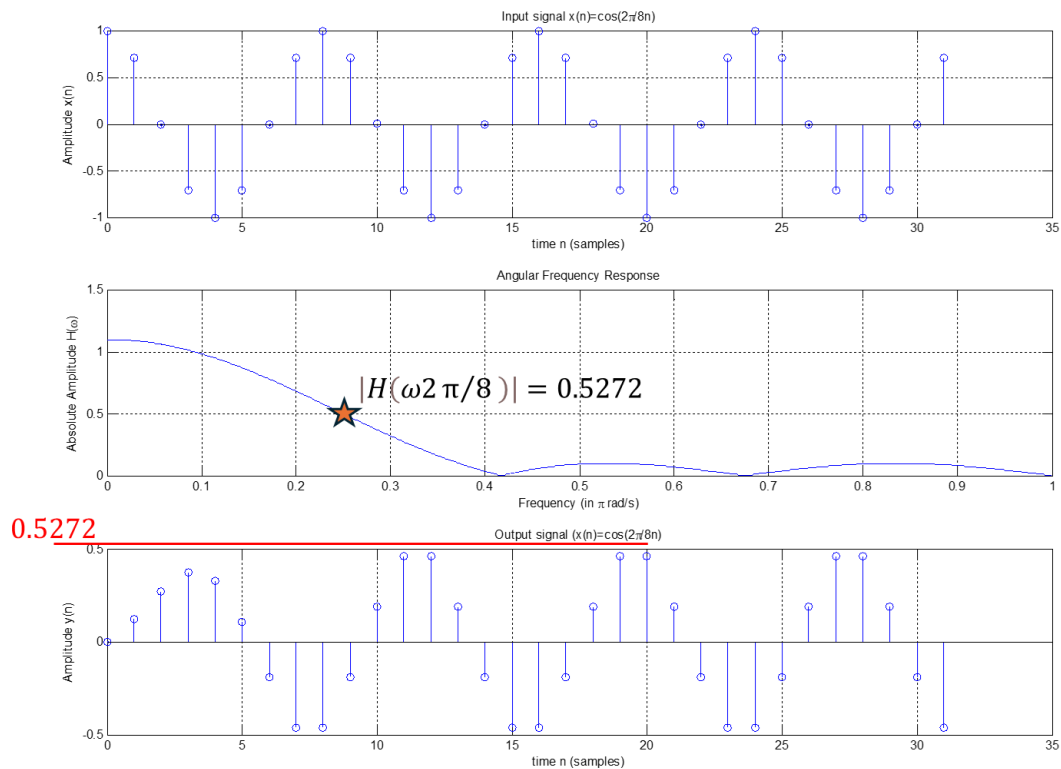 Input signal x(n)=cos(2π/8n)
1
0.5
0
-0.5
-1
Amplitude x(n)
0 5 10 15 20 25 30 35
time n (samples)
Angular Frequency Response
1.5
1
0.5
0
Absolute Amplitude H(ω)
|H(ω2 π/8 )| = 0.5272
0 0.1 0.2 0.3 0.4 0.5 0.6 0.7 0.8 0.9 1
Frequency (in π rad/s)
0.5272
Output signal (x(n)=cos(2π/8n)
0.5
0
-0.5
Amplitude y(n)
0 5 10 15 20 25 30 35
time n (samples)